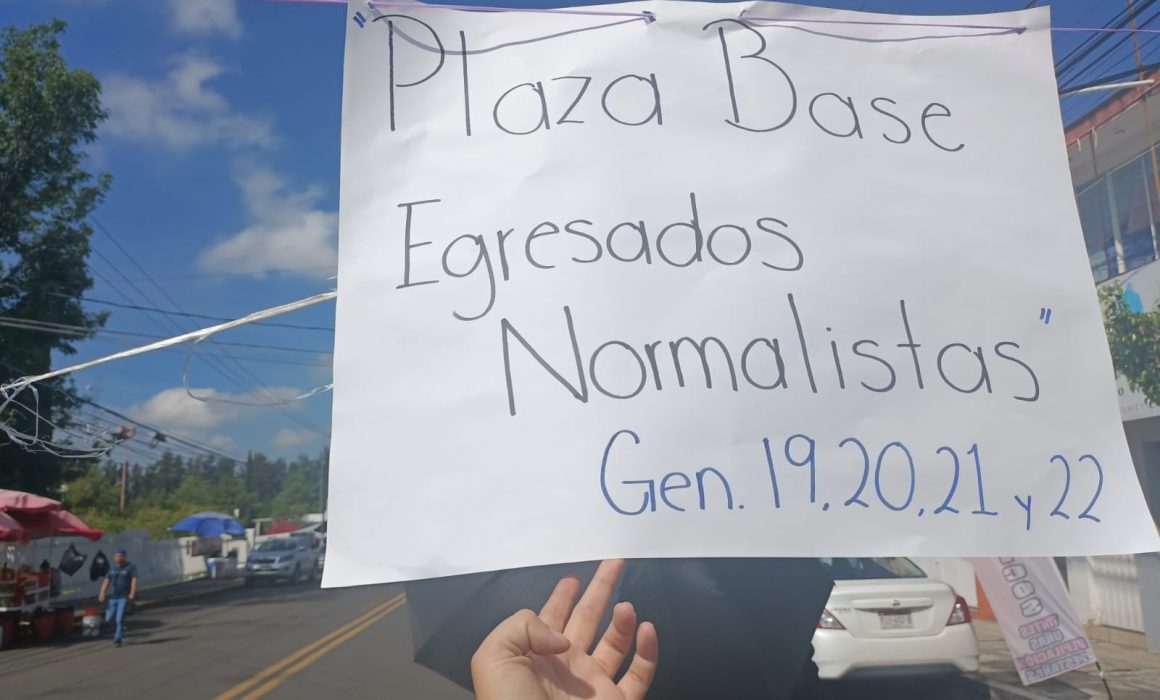 "Plaza Base
Egresados
Normalistas"
Gen. 19, 20, 21 y 22